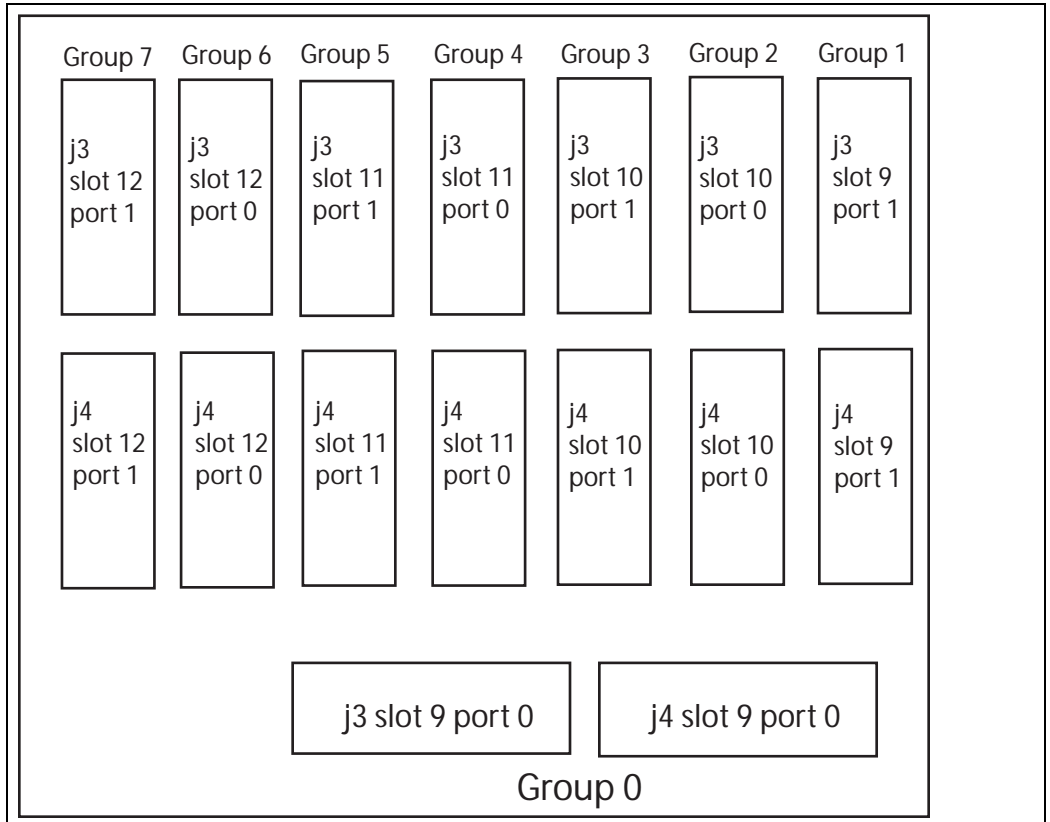 Group 7 Group 6 Group 5 Group 4 Group 3 Group 2 Group 1
j3
slot 12
port 1
j3
slot 12
port 0
j3
slot 11
port 1
j3
slot 11
port 0
j3
slot 10
port 1
j3
slot 10
port 0
j3
slot 9
port 1
j4
slot 12
port 1
j4
slot 12
port 0
j4
slot 11
port 1
j4
slot 11
port 0
j4
slot 10
port 1
j4
slot 10
port 0
j4
slot 9
port 1
j3 slot 9 port 0
j4 slot 9 port 0
Group 0